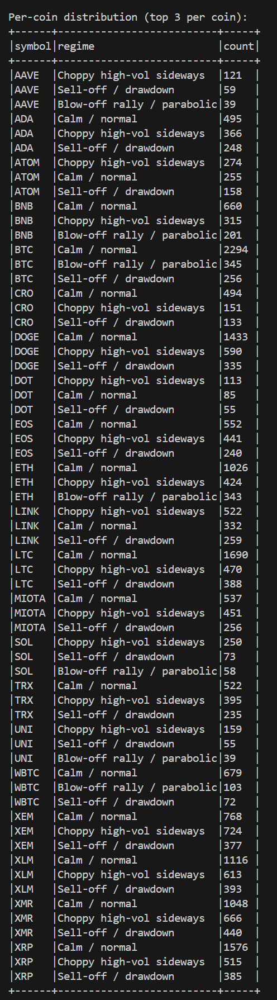 Per-coin distribution (top 3 per coin):
+------+--------------------------+-----+
|symbol|regime                    |count|
+------+--------------------------+-----+
|AAVE  |Choppy high-vol sideways  |121  |
|AAVE  |Sell-off / drawdown       |59   |
|AAVE  |Blow-off rally / parabolic|39   |
|ADA   |Calm / normal             |495  |
|ADA   |Choppy high-vol sideways  |366  |
|ADA   |Sell-off / drawdown       |248  |
|ATOM  |Choppy high-vol sideways  |274  |
|ATOM  |Calm / normal             |255  |
|ATOM  |Sell-off / drawdown       |158  |
|BNB   |Calm / normal             |660  |
|BNB   |Choppy high-vol sideways  |315  |
|BNB   |Blow-off rally / parabolic|201  |
|BTC   |Calm / normal             |2294 |
|BTC   |Blow-off rally / parabolic|345  |
|BTC   |Sell-off / drawdown       |256  |
|CRO   |Calm / normal             |494  |
|CRO   |Choppy high-vol sideways  |151  |
|CRO   |Sell-off / drawdown       |133  |
|DOGE  |Calm / normal             |1433 |
|DOGE  |Choppy high-vol sideways  |590  |
|DOGE  |Sell-off / drawdown       |335  |
|DOT   |Choppy high-vol sideways  |113  |
|DOT   |Calm / normal             |85   |
|DOT   |Sell-off / drawdown       |55   |
|EOS   |Calm / normal             |552  |
|EOS   |Choppy high-vol sideways  |441  |
|EOS   |Sell-off / drawdown       |240  |
|ETH   |Calm / normal             |1026 |
|ETH   |Choppy high-vol sideways  |424  |
|ETH   |Blow-off rally / parabolic|343  |
|LINK  |Choppy high-vol sideways  |522  |
|LINK  |Calm / normal             |332  |
|LINK  |Sell-off / drawdown       |259  |
|LTC   |Calm / normal             |1690 |
|LTC   |Choppy high-vol sideways  |470  |
|LTC   |Sell-off / drawdown       |388  |
|MIOTA |Calm / normal             |537  |
|MIOTA |Choppy high-vol sideways  |451  |
|MIOTA |Sell-off / drawdown       |256  |
|SOL   |Choppy high-vol sideways  |250  |
|SOL   |Sell-off / drawdown       |73   |
|SOL   |Blow-off rally / parabolic|58   |
|TRX   |Calm / normal             |522  |
|TRX   |Choppy high-vol sideways  |395  |
|TRX   |Sell-off / drawdown       |235  |
|UNI   |Choppy high-vol sideways  |159  |
|UNI   |Sell-off / drawdown       |55   |
|UNI   |Blow-off rally / parabolic|39   |
|WBTC  |Calm / normal             |679  |
|WBTC  |Blow-off rally / parabolic|103  |
|WBTC  |Sell-off / drawdown       |72   |
|XEM   |Calm / normal             |768  |
|XEM   |Choppy high-vol sideways  |724  |
|XEM   |Sell-off / drawdown       |377  |
|XLM   |Calm / normal             |1116 |
|XLM   |Choppy high-vol sideways  |613  |
|XLM   |Sell-off / drawdown       |393  |
|XMR   |Calm / normal             |1048 |
|XMR   |Choppy high-vol sideways  |666  |
|XMR   |Sell-off / drawdown       |440  |
|XRP   |Calm / normal             |1576 |
|XRP   |Choppy high-vol sideways  |515  |
|XRP   |Sell-off / drawdown       |385  |
+------+--------------------------+-----+